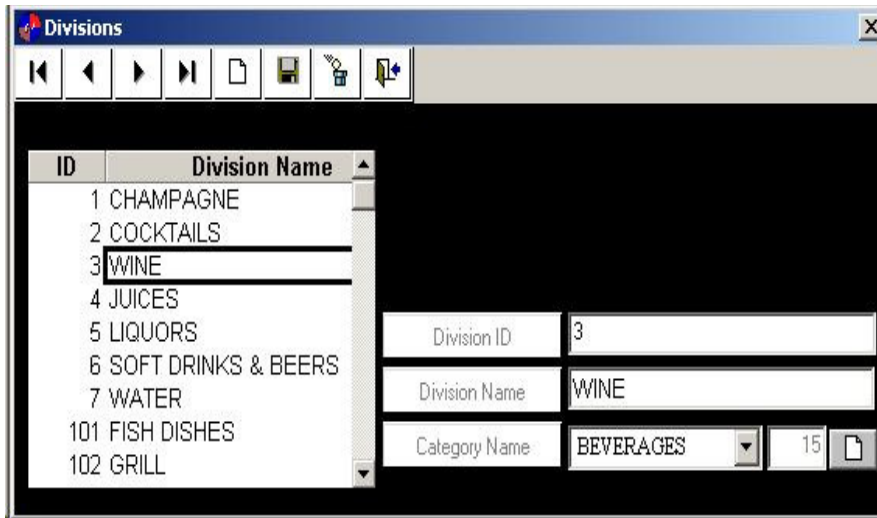 Divisions
ID Division Name
1 CHAMPAGNE
2 COCKTAILS
3 WINE
4 JUICES
5 LIQUORS
6 SOFT DRINKS & BEERS
7 WATER
101 FISH DISHES
102 GRILL
Division ID 3
Division Name WINE
Category Name BEVERAGES 15